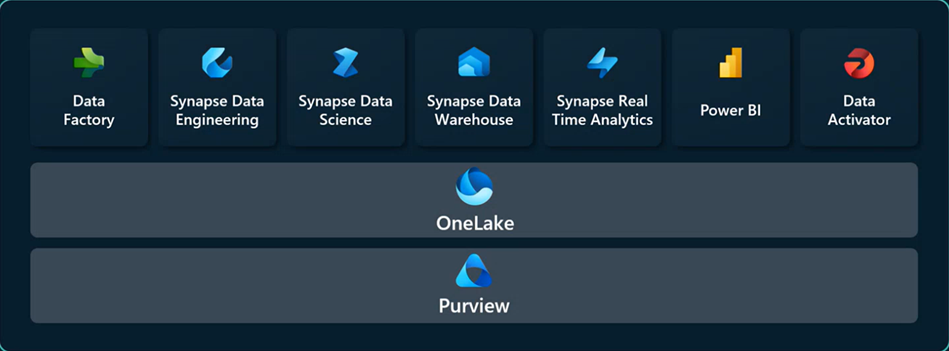 Data
Factory
Synapse Data
Engineering
Synapse Data
Science
Synapse Data
Warehouse
Synapse Real
Time Analytics
Power BI
Data
Activator
OneLake
Purview